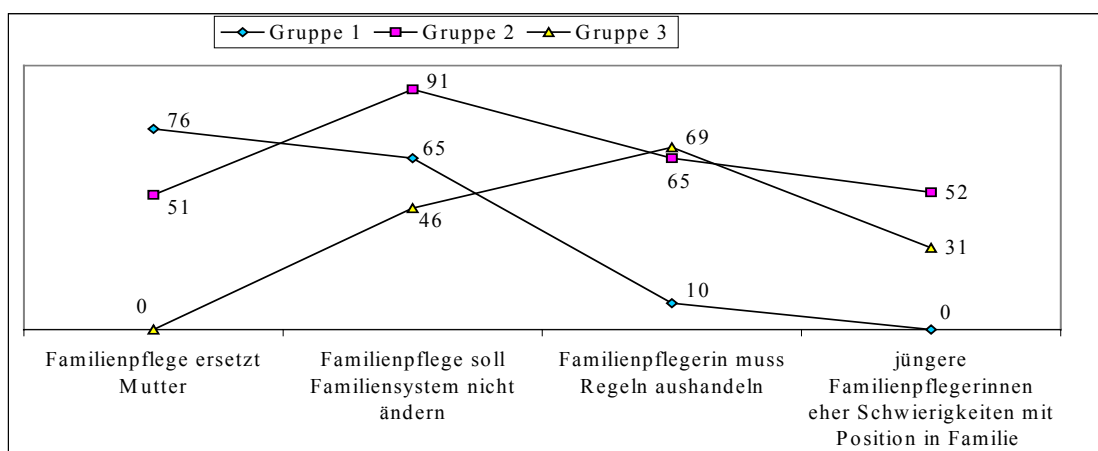 Gruppe 1 Gruppe 2 Gruppe 3
91
76
69
65
65
52
51
46
31
10
0
0
Familienpflege ersetzt
Mutter
Familienpflege soll
Familiensystem nicht
ändern
Familienpflegerin muss
Regeln aushandeln
jüngere
Familienpflegerinnen
eher Schwierigkeiten mit
Position in Familie